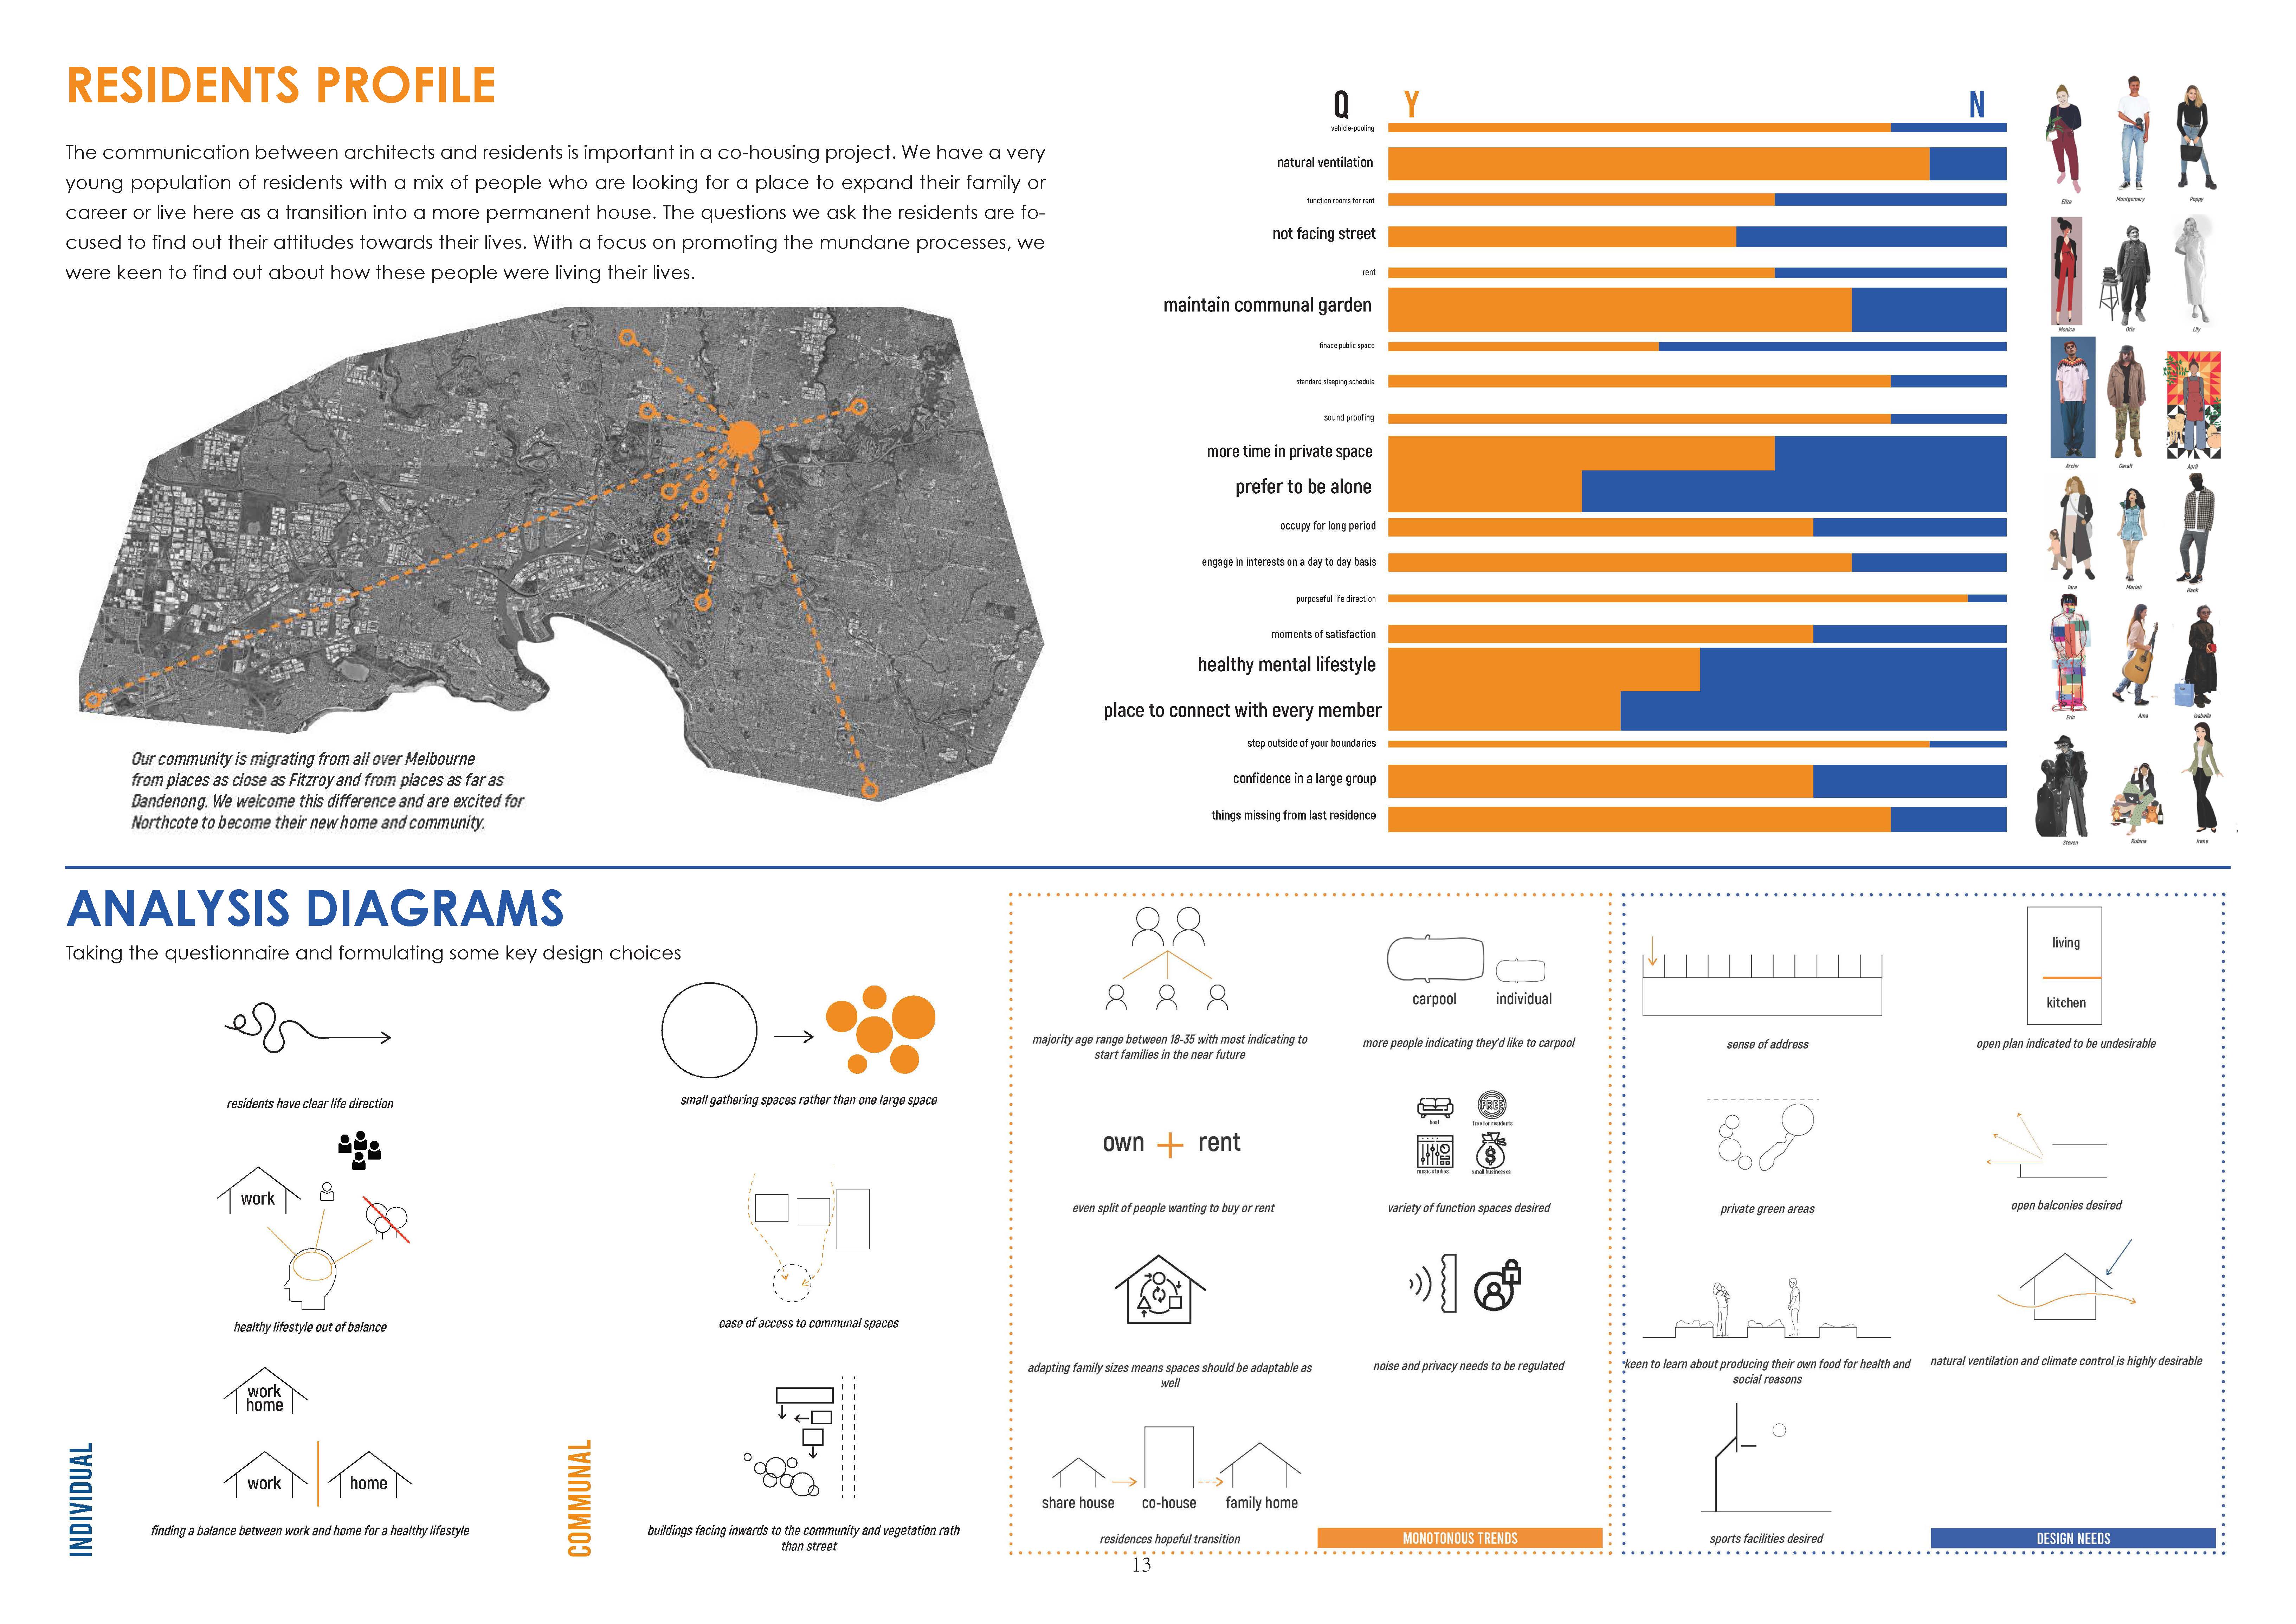 RESIDENTS PROFILE
The communication between architects and residents is important in a co-housing project. We have a very
young population of residents with a mix of people who are looking for a place to expand their family or
career or live here as a transition into a more permanent house. The questions we ask the residents are fo-
cused to find out their attitudes towards their lives. With a focus on promoting the mundane processes, we
were keen to find out about how these people were living their lives.
Our community is migrating from all over Melbourne
from places as close as Fitzroy and from places as far as
Dandenong. We welcome this difference and are excited for
Northcote to become their new home and community.
Q Y N
vehicle-pooling
natural ventilation
function rooms for rent
not facing street
rent
maintain communal garden
finace public space
standard sleeping schedule
sound proofing
more time in private space
prefer to be alone
occupy for long period
engage in interests on a day to day basis
purposeful life direction
moments of satisfaction
healthy mental lifestyle
place to connect with every member
step outside of your boundaries
confidence in a large group
things missing from last residence
Eliza Montgomery Poppy
Monica Otis Lily
Archv Geralt April
Tara Mariah Hank
Eric Ama Isabella
Steven Rubina Irene
ANALYSIS DIAGRAMS
Taking the questionnaire and formulating some key design choices
INDIVIDUAL
residents have clear life direction
work
healthy lifestyle out of balance
work
home
work home
finding a balance between work and home for a healthy lifestyle
COMMUNAL
small gathering spaces rather than one large space
ease of access to communal spaces
buildings facing inwards to the community and vegetation rath
than street
majority age range between 18-35 with most indicating to
start families in the near future
carpool individual
more people indicating they'd like to carpool
own + rent
even split of people wanting to buy or rent
FREE
free for residents
music studios small businesses
variety of function spaces desired
adapting family sizes means spaces should be adaptable as
well
noise and privacy needs to be regulated
share house co-house family home
residences hopeful transition
MONOTONOUS TRENDS
sense of address
living
kitchen
open plan indicated to be undesirable
private green areas
open balconies desired
keen to learn about producing their own food for health and
social reasons
natural ventilation and climate control is highly desirable
sports facilities desired
DESIGN NEEDS
13